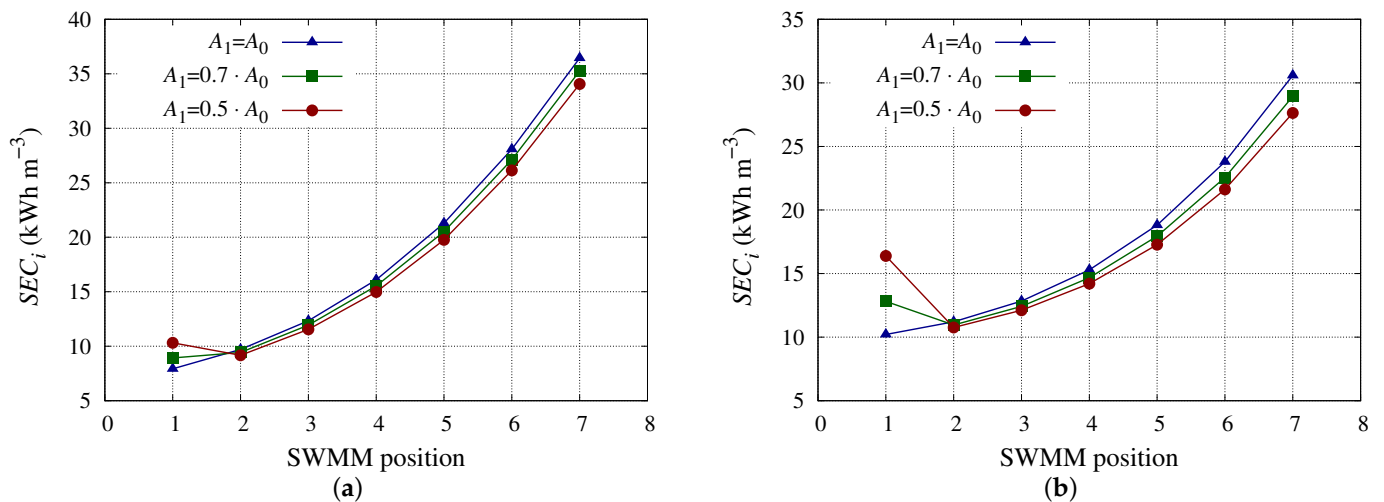 40
35
30
25
20
15
10
5
0 1 2 3 4 5 6 7 8
SEC_i (kWh m⁻³)
SWMM position
A₁=A₀
A₁=0.7 · A₀
A₁=0.5 · A₀
(a)
35
30
25
20
15
10
5
0 1 2 3 4 5 6 7 8
SEC_i (kWh m⁻³)
SWMM position
A₁=A₀
A₁=0.7 · A₀
A₁=0.5 · A₀
(b)